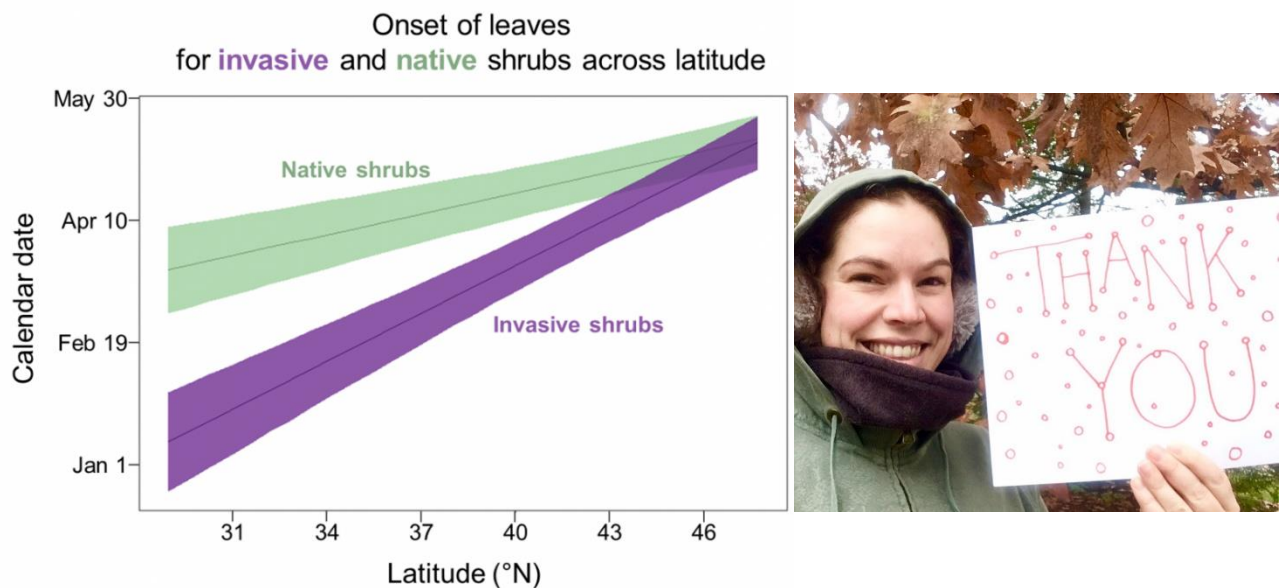 Onset of leaves
for invasive and native shrubs across latitude
May 30
Apr 10
Feb 19
Jan 1
Calendar date
Native shrubs
Invasive shrubs
31 34 37 40 43 46
Latitude (°N)
THANK
YOU